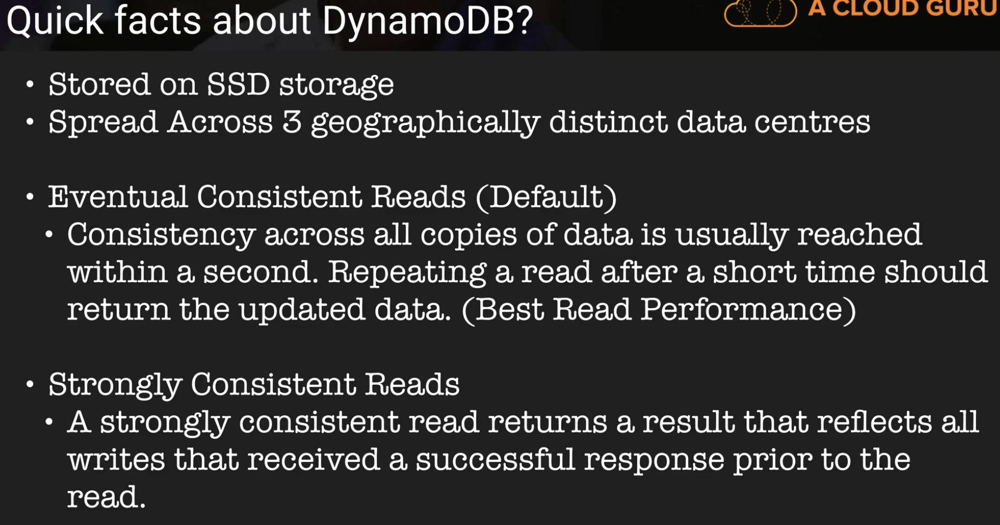 Quick facts about DynamoDB?
A CLOUD GURU
• Stored on SSD storage
• Spread Across 3 geographically distinct data centres
• Eventual Consistent Reads (Default)
• Consistency across all copies of data is usually reached
within a second. Repeating a read after a short time should
return the updated data. (Best Read Performance)
• Strongly Consistent Reads
• A strongly consistent read returns a result that reflects all
writes that received a successful response prior to the
read.